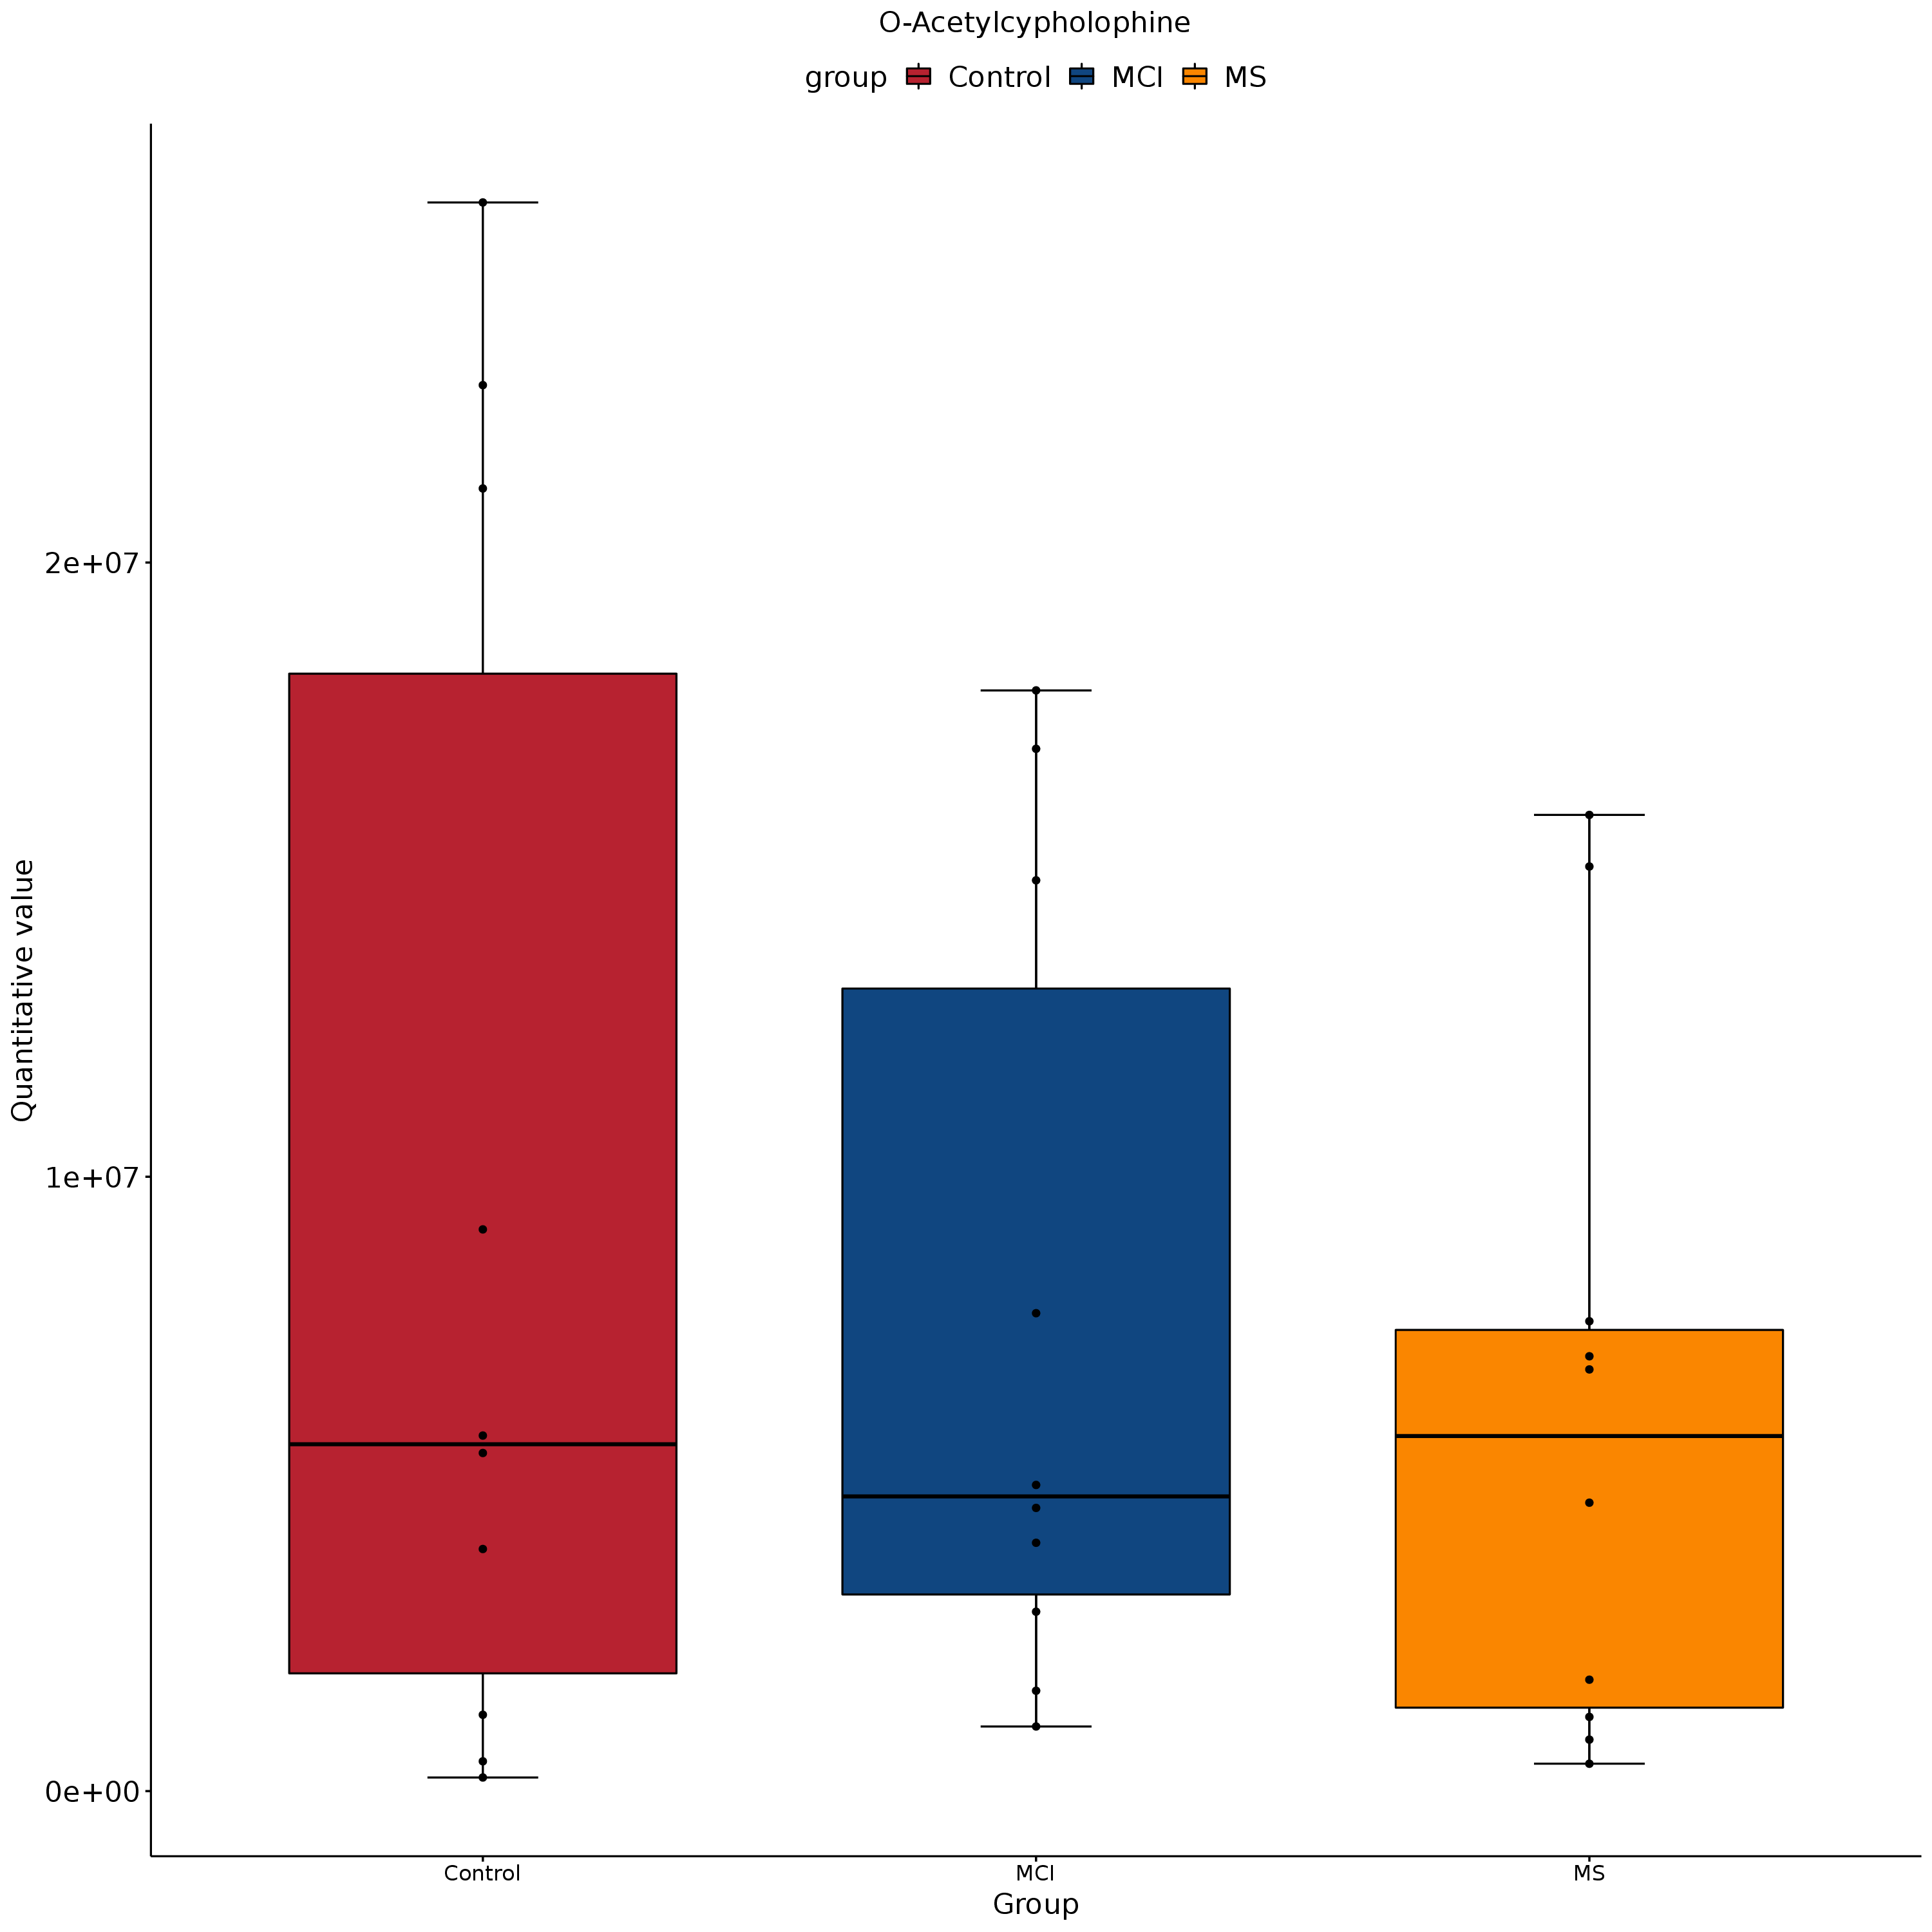 O-Acetylcypholophine
group Control MCI MS
Quantitative value
2e+07
1e+07
0e+00
Control MCI MS
Group